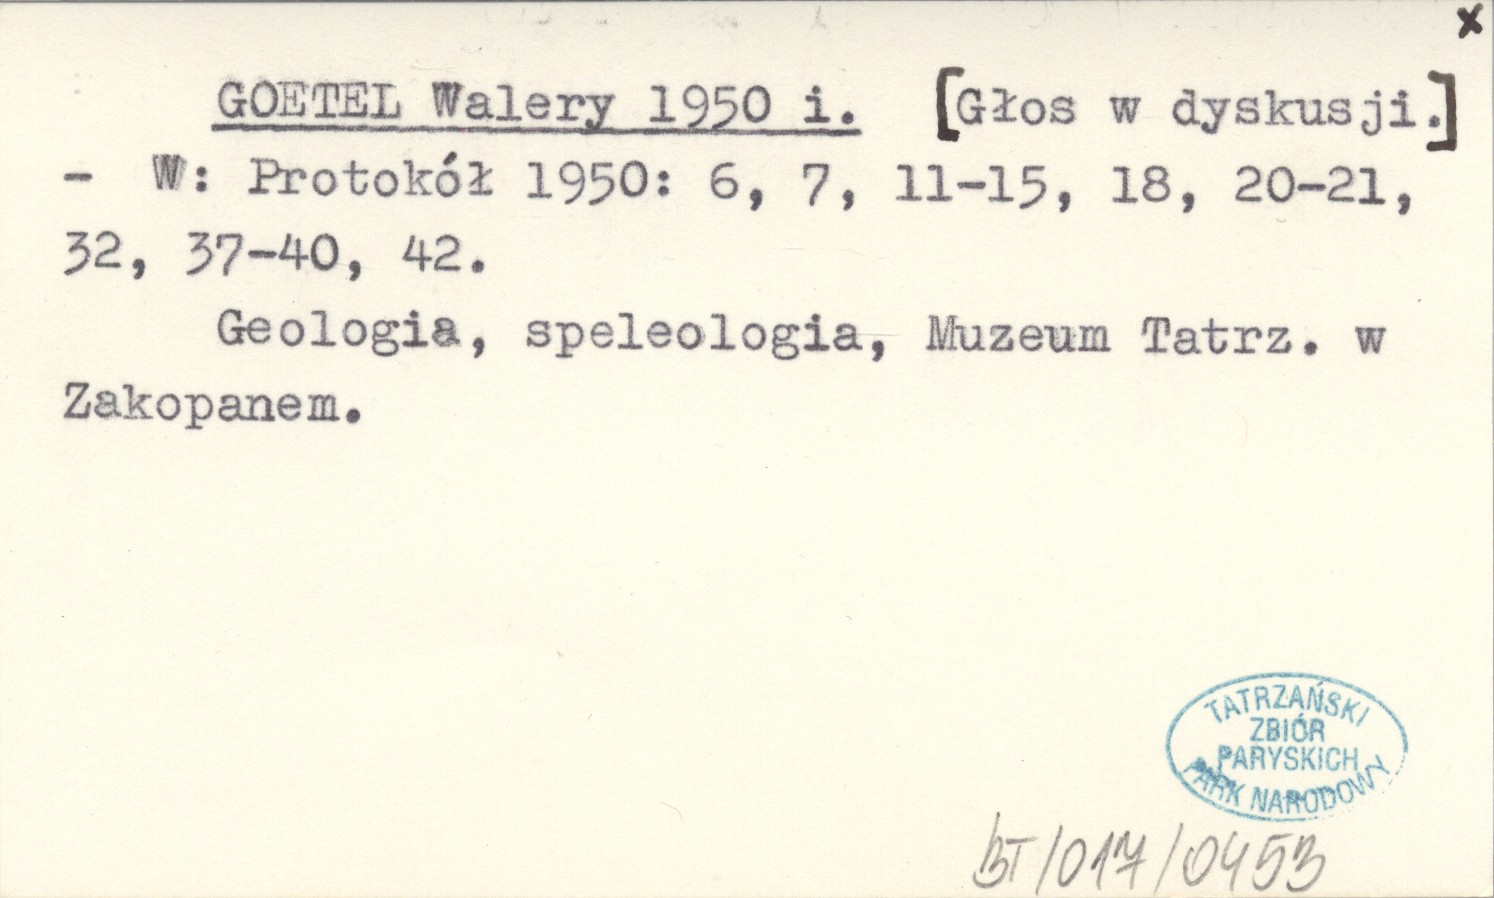 x
GOETEL Walery 1950 i. [Głos w dyskusji.]
- W: Protokół 1950: 6, 7, 11-15, 18, 20-21,
32, 37-40, 42.
Geologia, speleologia, Muzeum Tatrz. w
Zakopanem.
TATRZAŃSKI
ZBIÓR
PARYSKICH
PARK NARODOWY
BT/017/0453